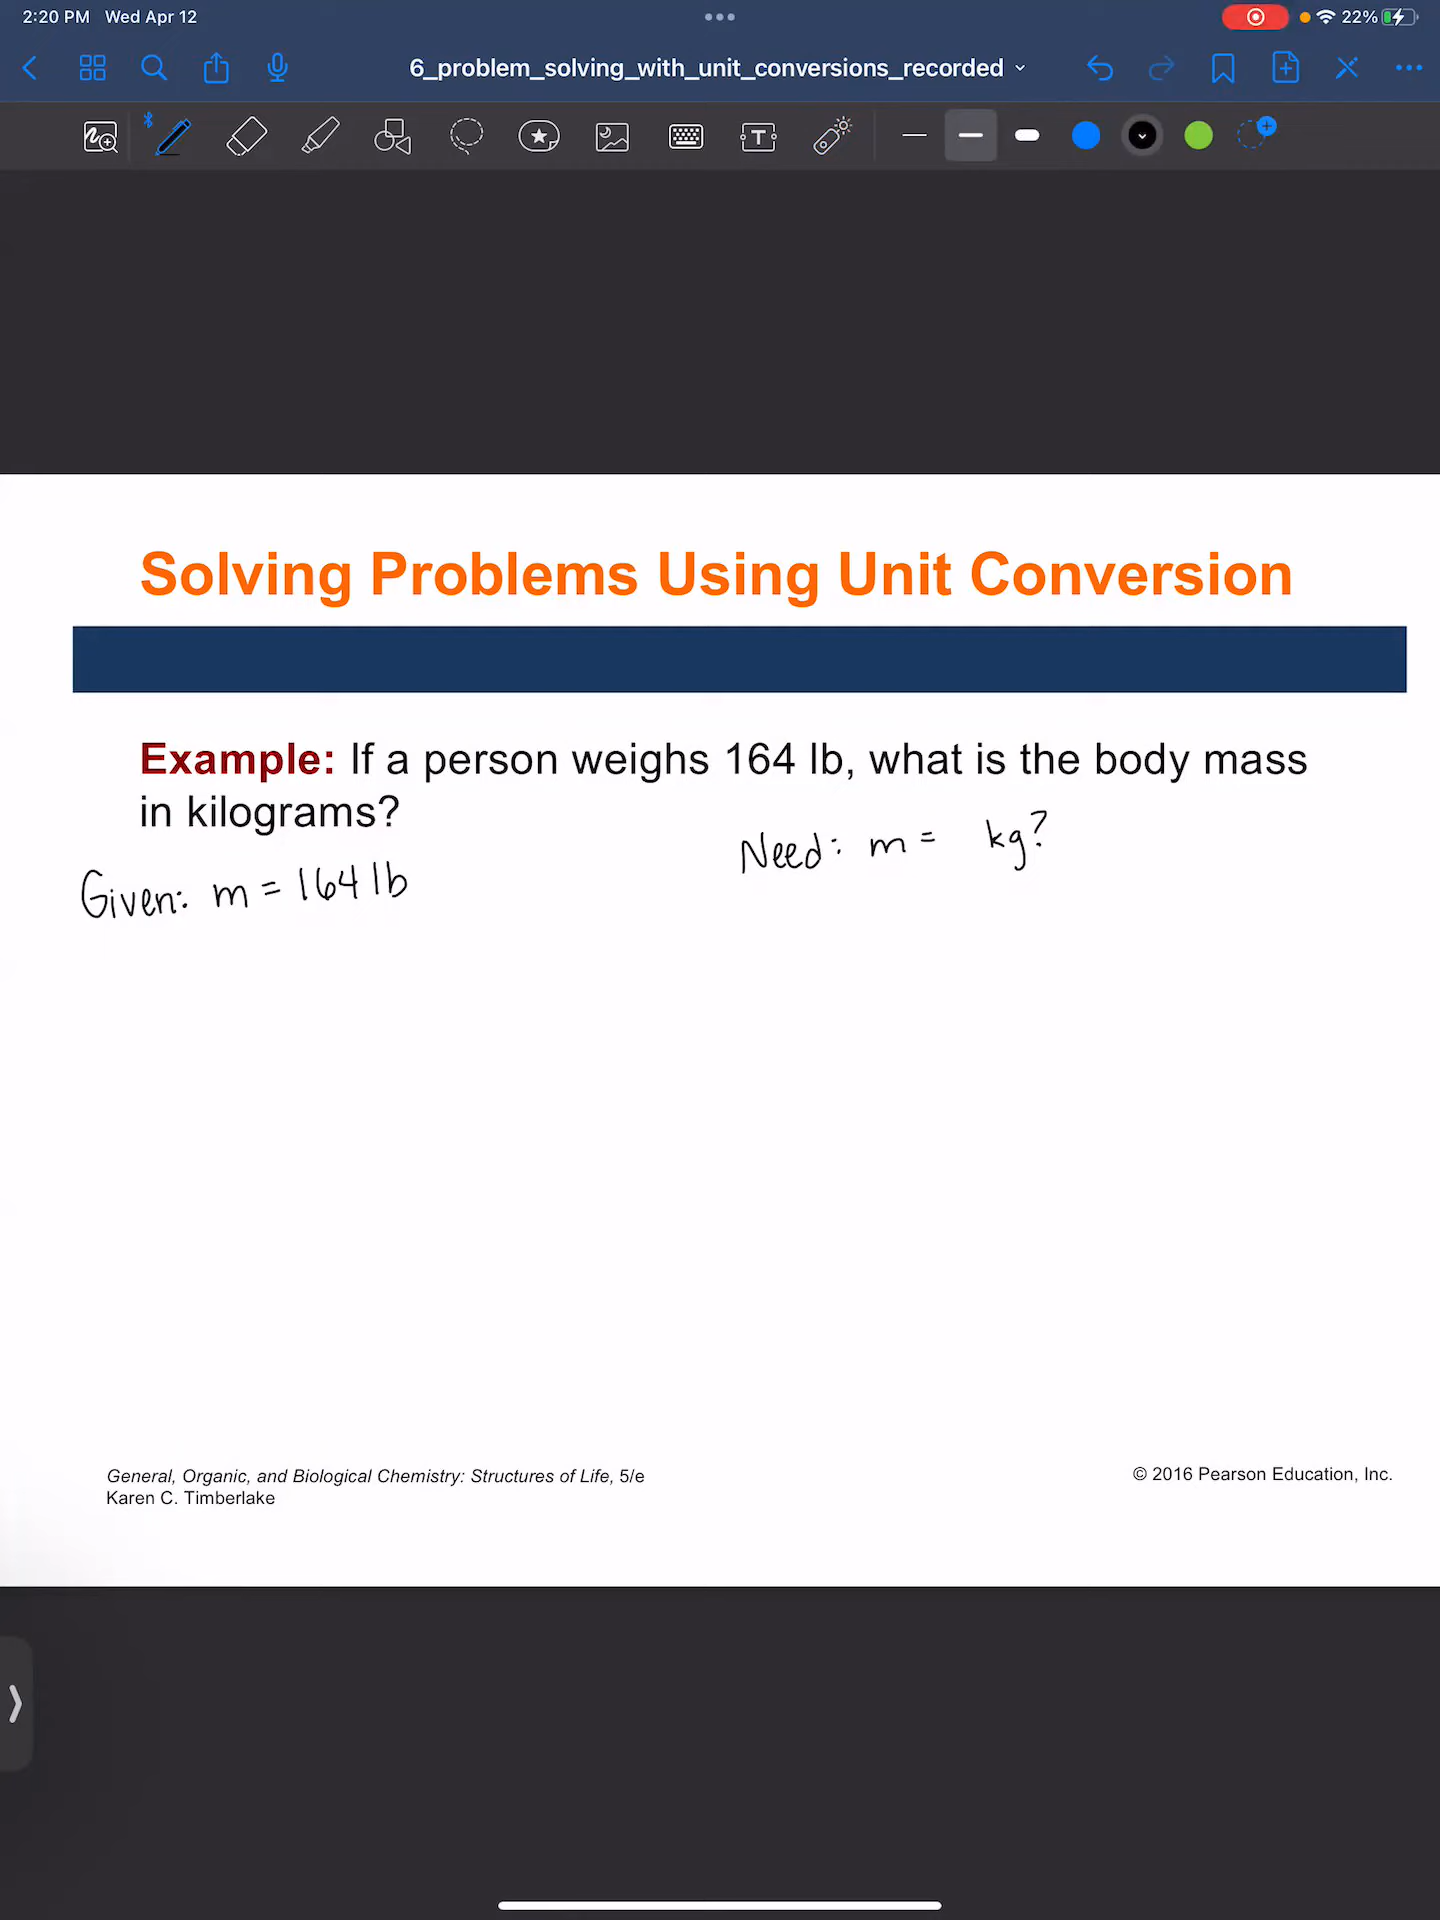 2:20 PM Wed Apr 12
22%
6_problem_solving_with_unit_conversions_recorded
T
Solving Problems Using Unit Conversion
Example: If a person weighs 164 lb, what is the body mass
in kilograms?
Need: m = kg?
Given: m = 164 lb
General, Organic, and Biological Chemistry: Structures of Life, 5/e
Karen C. Timberlake
© 2016 Pearson Education, Inc.